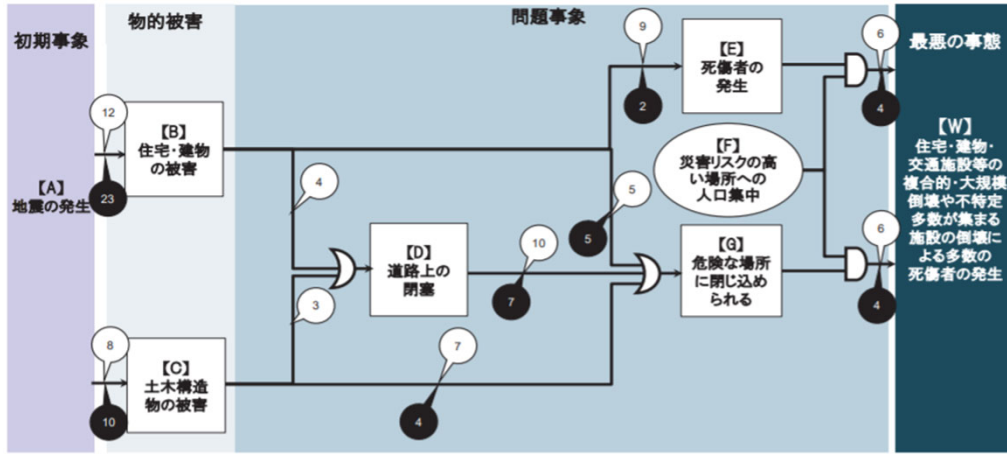 初期事象
物的被害
問題事象
最悪の事態
【A】
地震の発生
12
23
【B】
住宅・建物
の被害
8
10
【C】
土木構造
物の被害
4
3
【D】
道路上の
閉塞
10
7
7
4
9
2
【E】
死傷者の
発生
【F】
災害リスクの高
い場所への
人口集中
5
5
【G】
危険な場所
に閉じ込め
られる
6
4
6
4
【W】
住宅・建物・
交通施設等の
複合的・大規模
倒壊や不特定
多数が集まる
施設の倒壊に
よる多数の
死傷者の発生